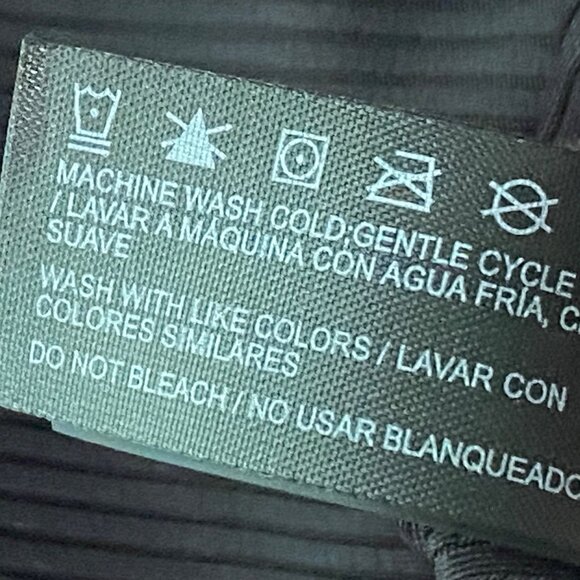 MACHINE WASH COLD;GENTLE CYCLE
/ LAVAR A MÁQUINA CON AGUA FRÍA,
SUAVE
WASH WITH LIKE COLORS / LAVAR CON
COLORES SIMILARES
DO NOT BLEACH / NO USAR BLANQUEADO